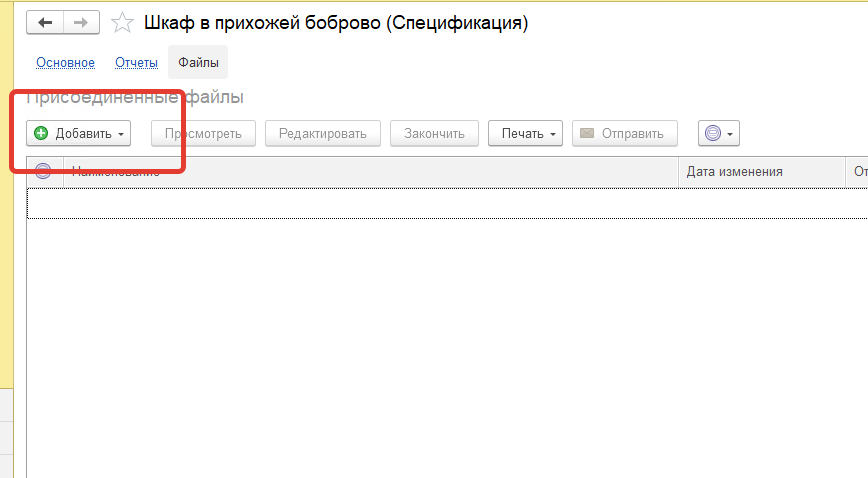 Шкаф в прихожей боброво (Спецификация)
Основное Отчеты Файлы
Присоединенные файлы
Добавить Просмотреть Редактировать Закончить Печать Отправить
Наименование Дата изменения От